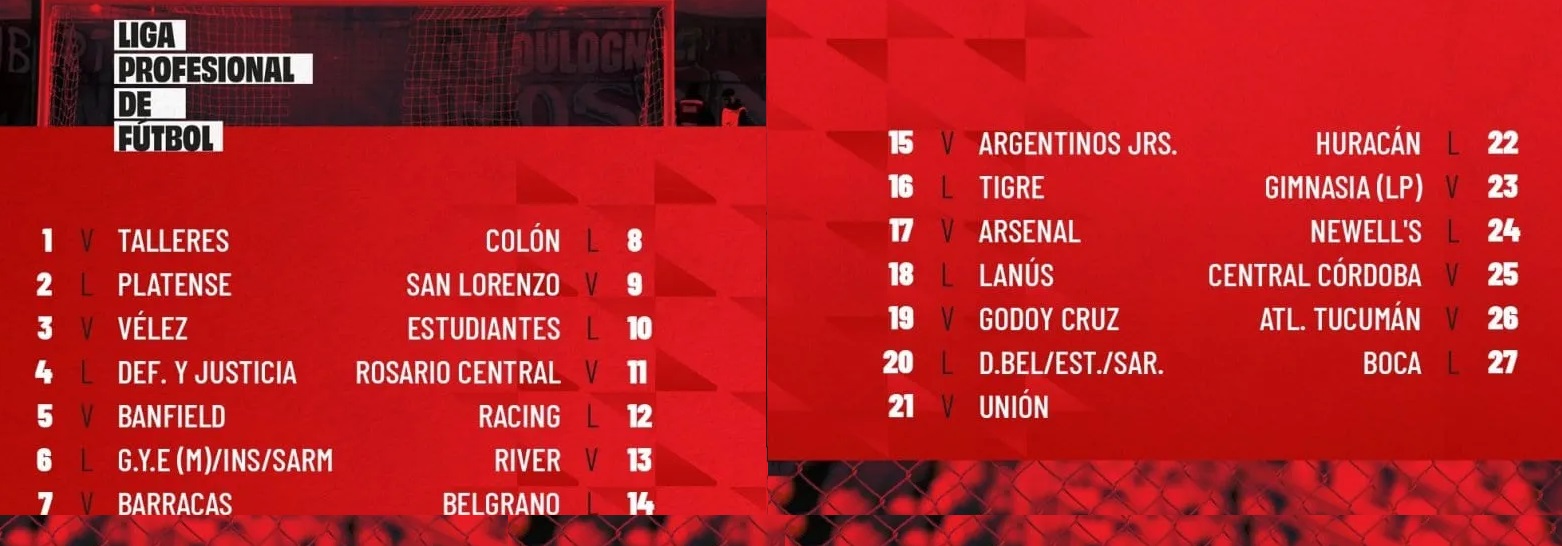 LIGA
PROFESIONAL
DE
FÚTBOL
1 V TALLERES
2 L PLATENSE
3 V VÉLEZ
4 L DEF. Y JUSTICIA
5 V BANFIELD
6 L G.Y.E (M)/INS/SARM
7 V BARRACAS
COLÓN L 8
SAN LORENZO V 9
ESTUDIANTES L 10
ROSARIO CENTRAL V 11
RACING L 12
RIVER V 13
BELGRANO L 14
15 V ARGENTINOS JRS.
16 L TIGRE
17 V ARSENAL
18 L LANÚS
19 V GODOY CRUZ
20 L D.BEL/EST./SAR.
21 V UNIÓN
HURACÁN L 22
GIMNASIA (LP) V 23
NEWELL'S L 24
CENTRAL CÓRDOBA V 25
ATL. TUCUMÁN V 26
BOCA L 27